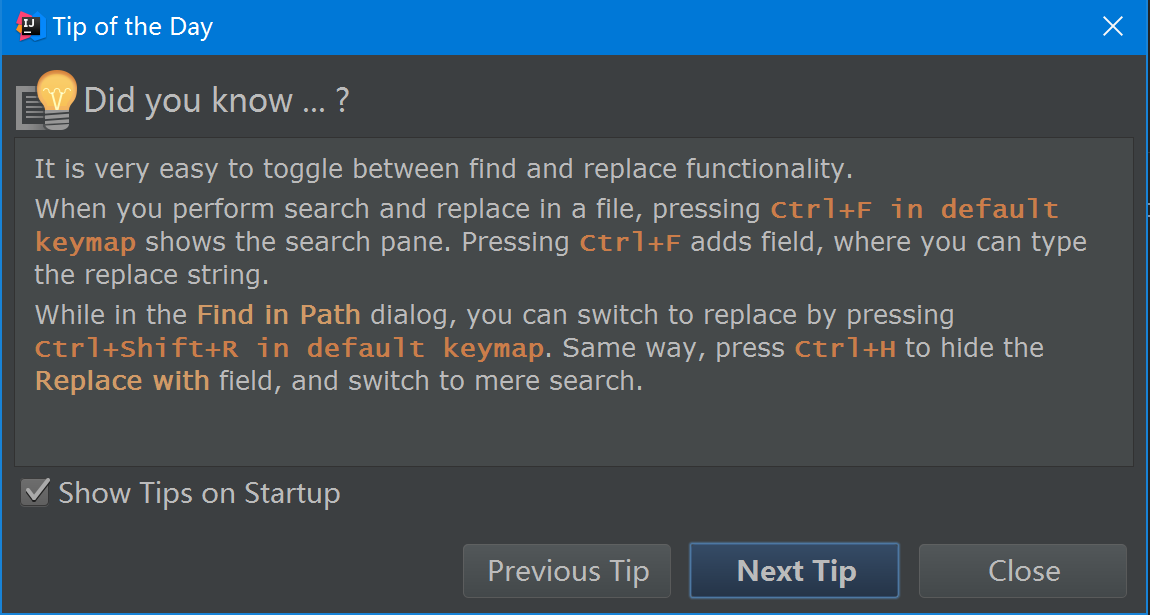 Tip of the Day
Did you know ... ?
It is very easy to toggle between find and replace functionality.
When you perform search and replace in a file, pressing Ctrl+F in default
keymap shows the search pane. Pressing Ctrl+F adds field, where you can type
the replace string.
While in the Find in Path dialog, you can switch to replace by pressing
Ctrl+Shift+R in default keymap. Same way, press Ctrl+H to hide the
Replace with field, and switch to mere search.
Show Tips on Startup
Previous Tip Next Tip Close